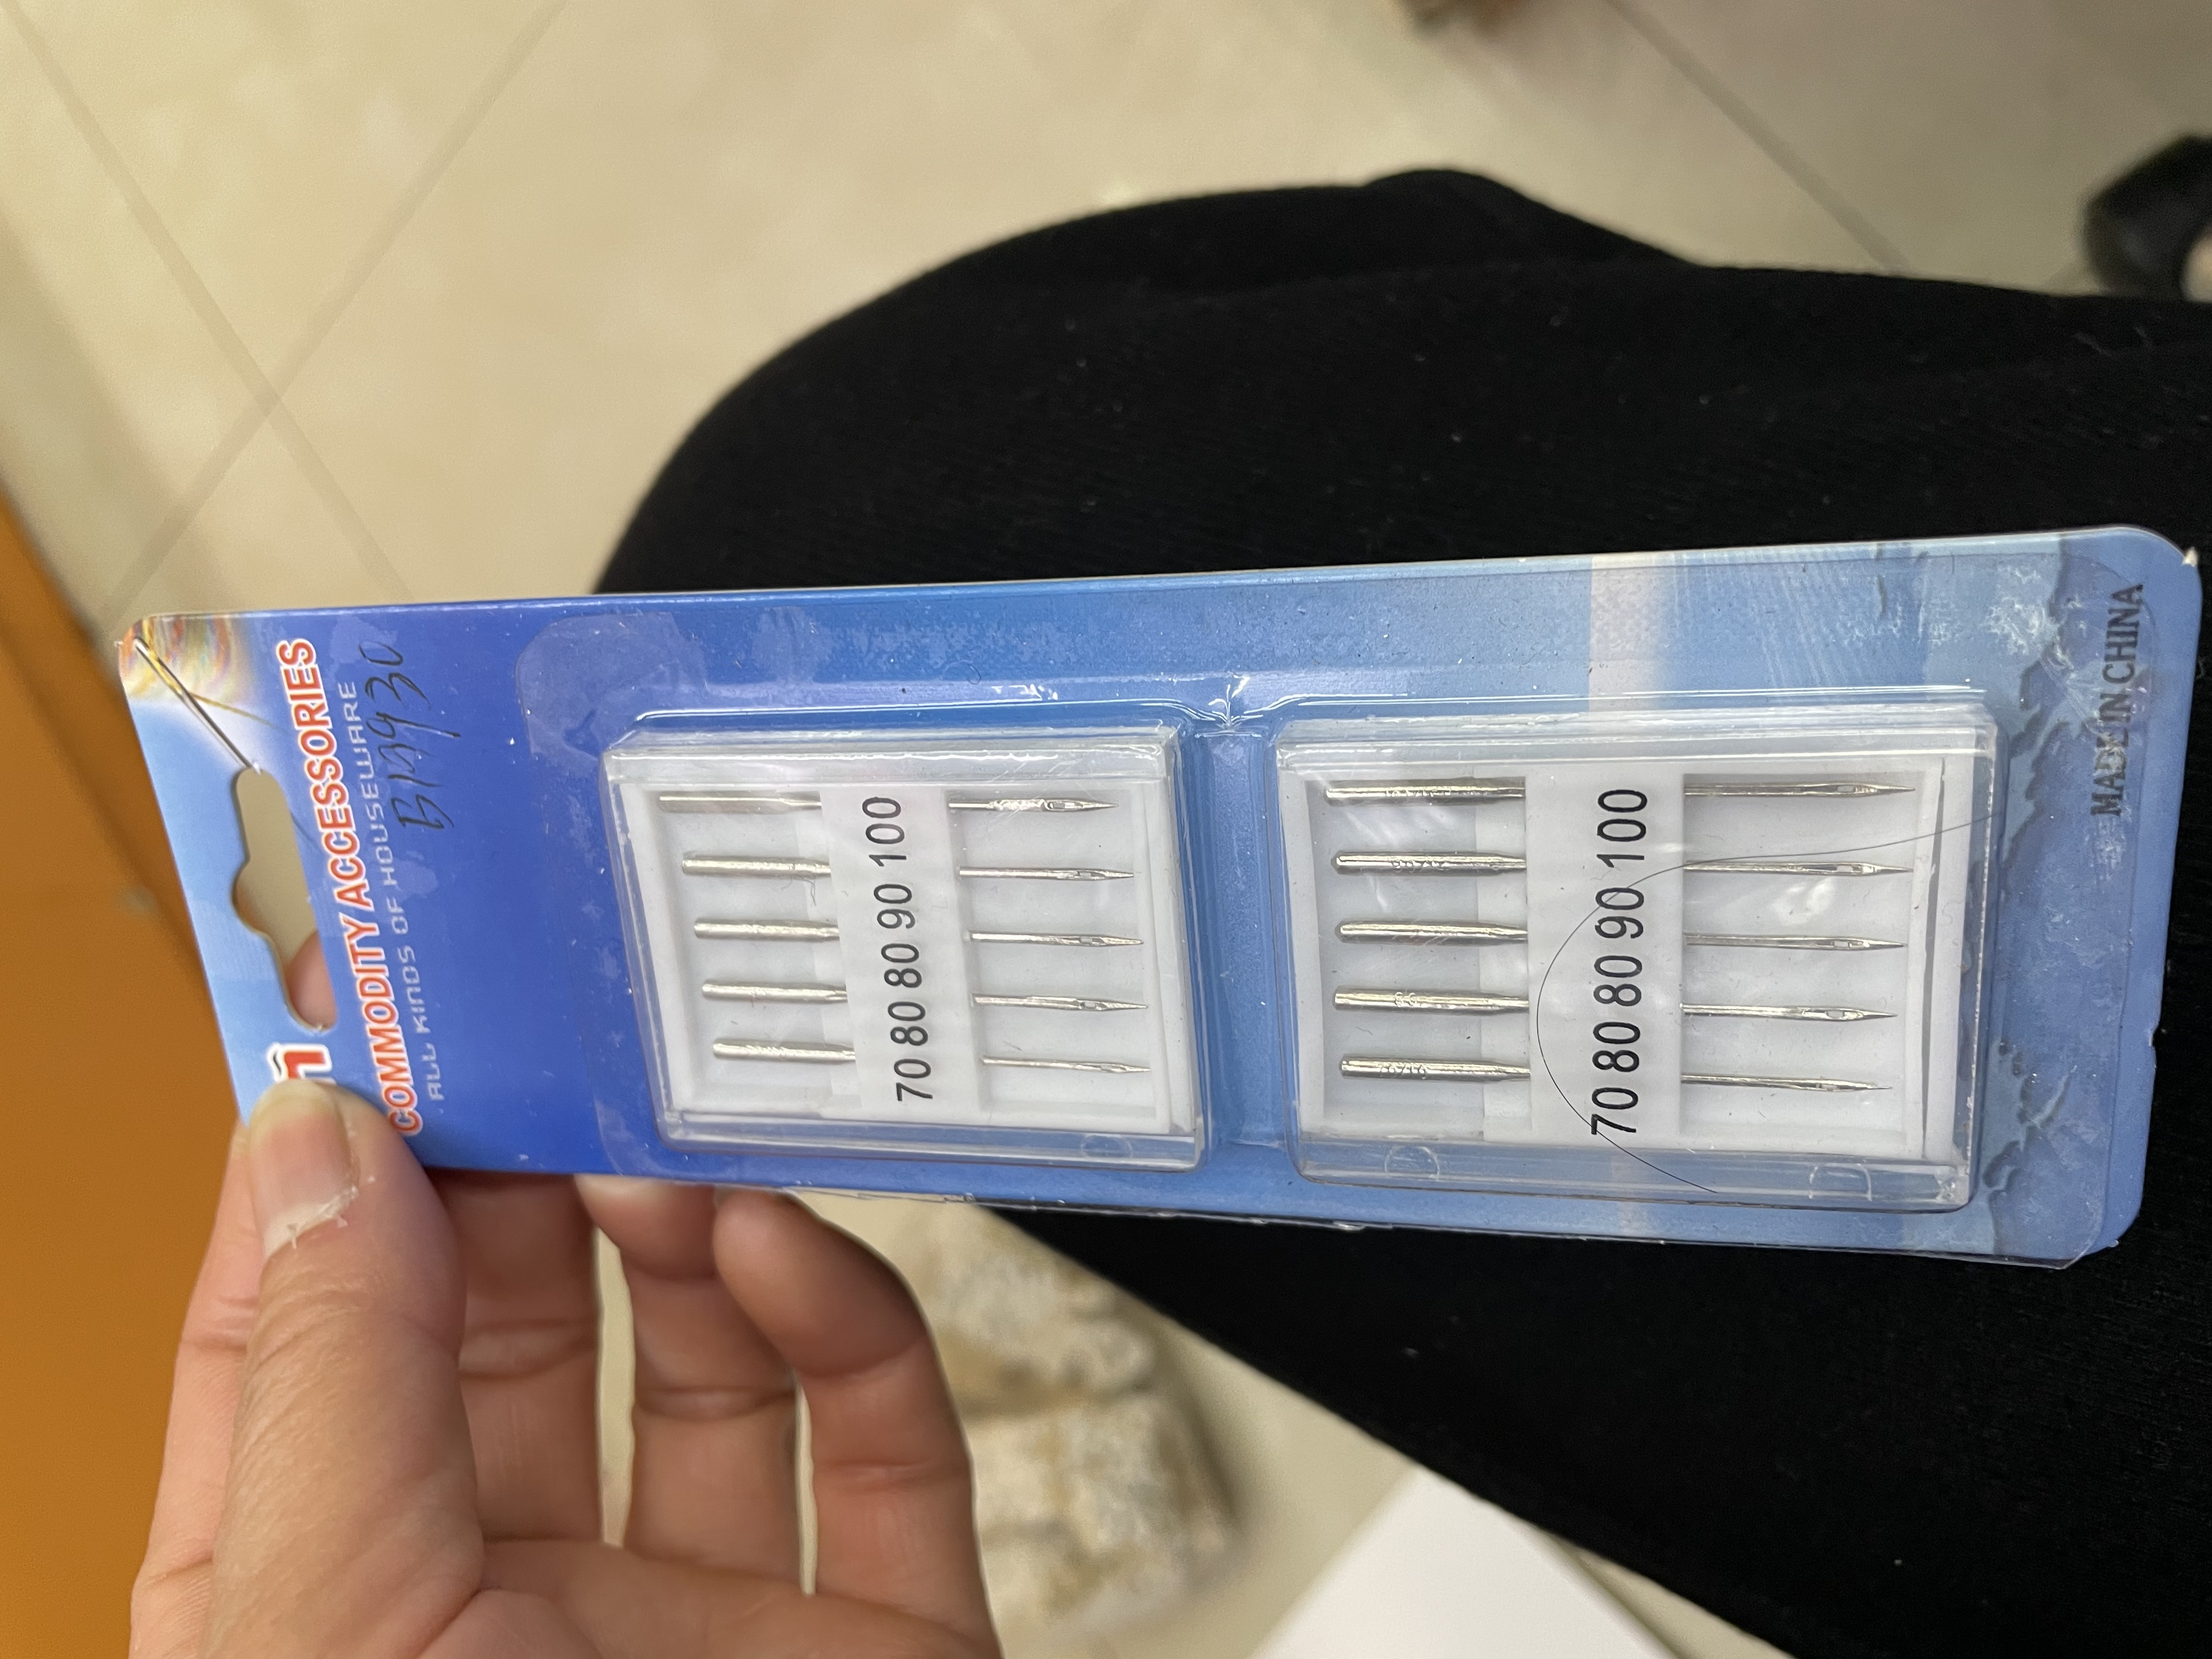 COMMODITY ACCESSORIES
ALL KINDS OF HOUSEWARE
B19930
70 80 80 90 100
70 80 80 90 100
MADE IN CHINA